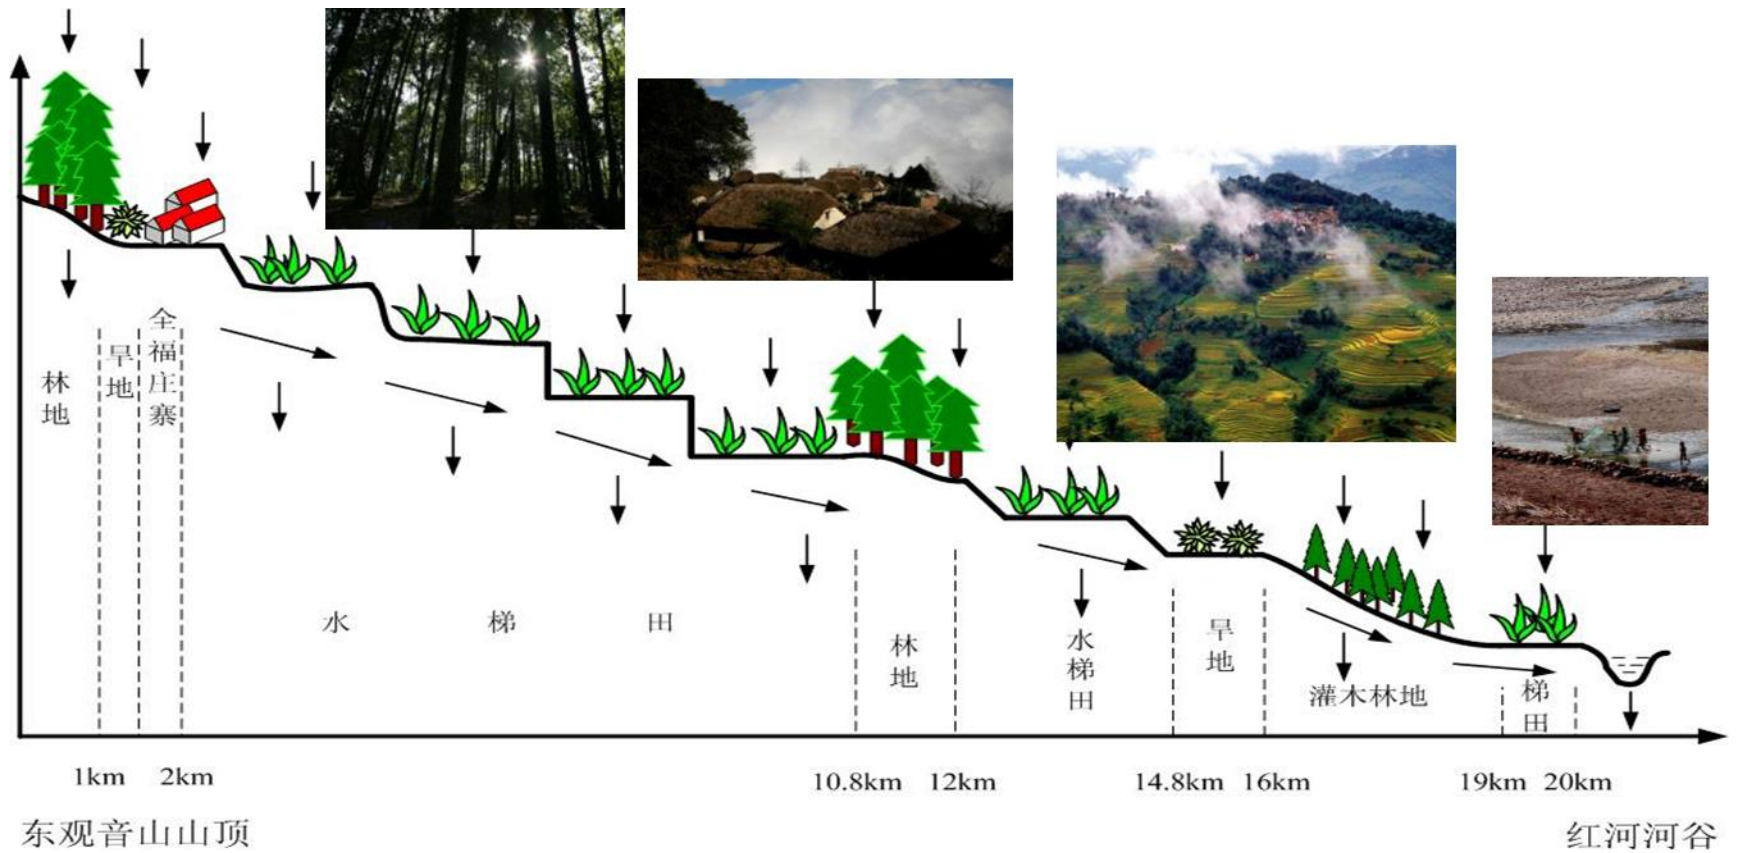 林地
旱地
全福庄寨
水梯田
林地
水梯田
旱地
灌木林地
梯田
1km
2km
10.8km
12km
14.8km
16km
19km
20km
东观音山山顶
红河河谷